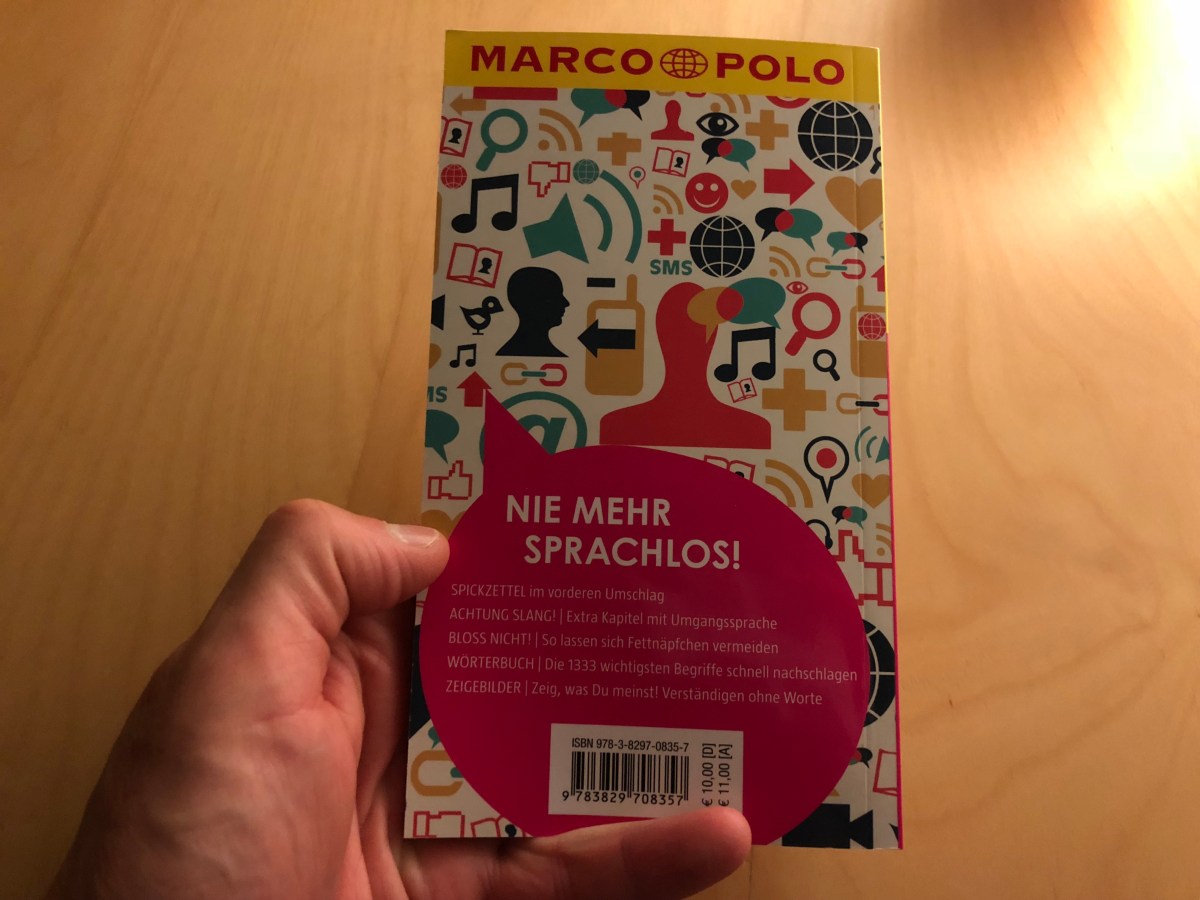 MARCO POLO
SMS
MS
@
NIE MEHR
SPRACHLOS!
SPICKZETTEL im vorderen Umschlag
ACHTUNG SLANG! | Extra Kapitel mit Umgangssprache
BLOSS NICHT! | So lassen sich Fettnäpfchen vermeiden
WÖRTERBUCH | Die 1333 wichtigsten Begriffe schnell nachschlagen
ZEIGEBILDER | Zeig, was Du meinst! Verständigen ohne Worte
ISBN 978-3-8297-0835-7
9 783829 708357
€ 10,00 [D]
€ 11,00 [A]